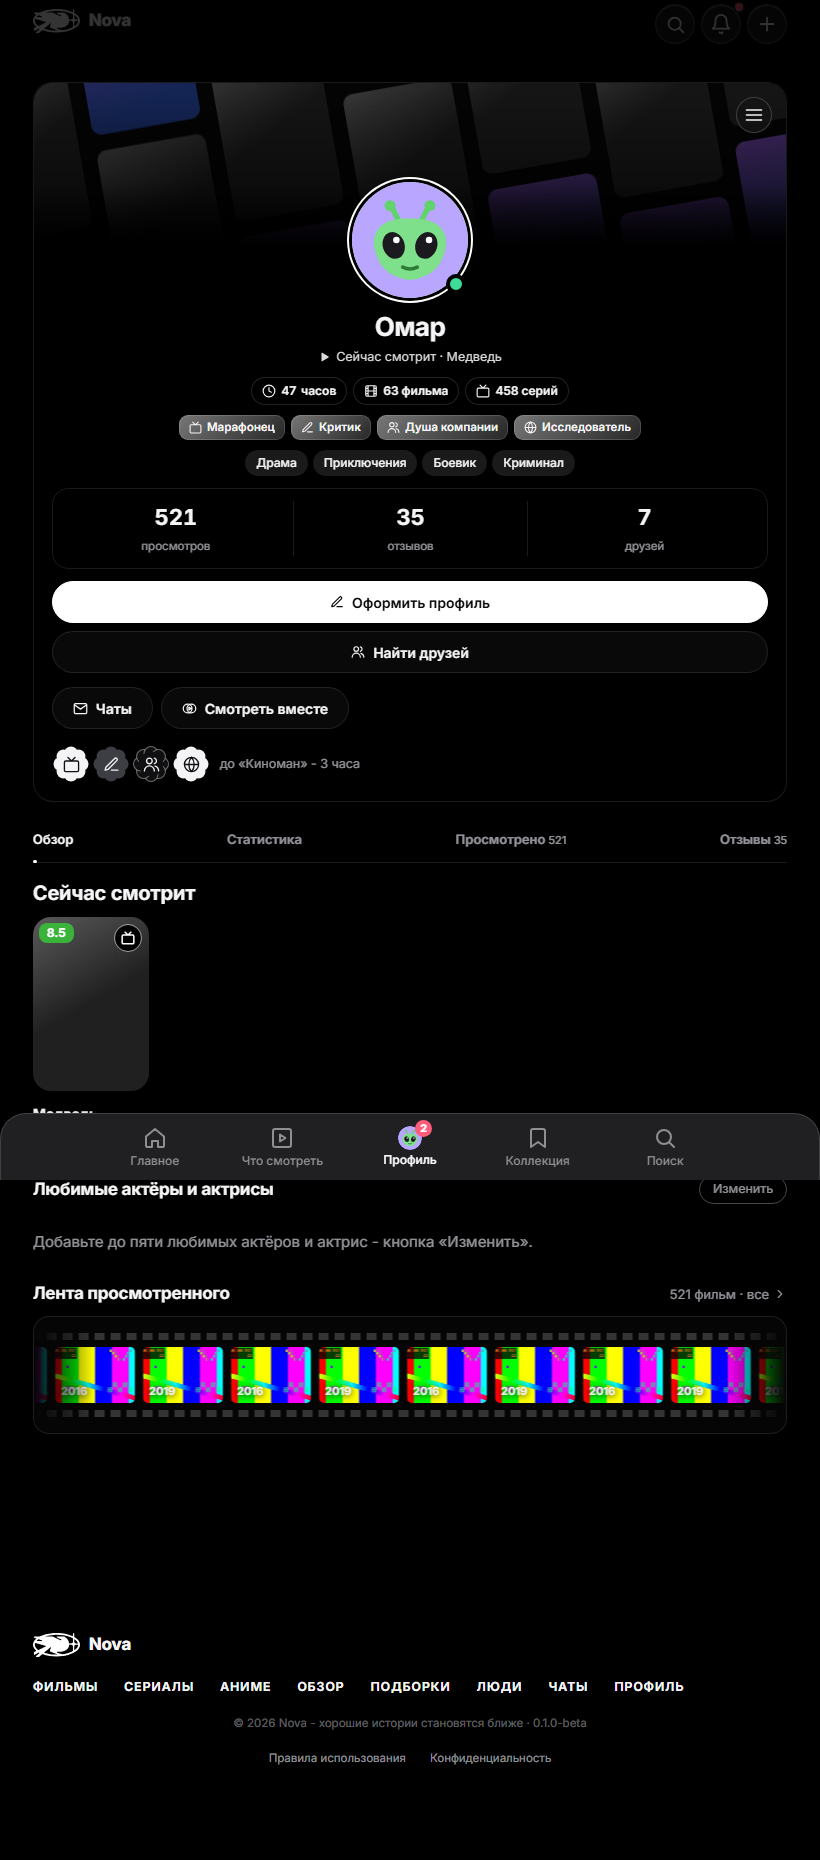 Nova
Омар
Сейчас смотрит · Медведь
47 часов 63 фильма 458 серий
Марафонец Критик Душа компании Исследователь
Драма Приключения Боевик Криминал
521 35 7
просмотров отзывов друзей
Оформить профиль
Найти друзей
Чаты Смотреть вместе
до «Киноман» - 3 часа
Обзор Статистика Просмотрено 521 Отзывы 35
Сейчас смотрит
8.5
Медведь
2
Главное Что смотреть Профиль Коллекция Поиск
Любимые актёры и актрисы Изменить
Добавьте до пяти любимых актёров и актрис - кнопка «Изменить».
Лента просмотренного 521 фильм · все
2016 2019 2016 2019 2016 2019 2016 2019
Nova
ФИЛЬМЫ СЕРИАЛЫ АНИМЕ ОБЗОР ПОДБОРКИ ЛЮДИ ЧАТЫ ПРОФИЛЬ
© 2026 Nova - хорошие истории становятся ближе · 0.1.0-beta
Правила использования Конфиденциальность